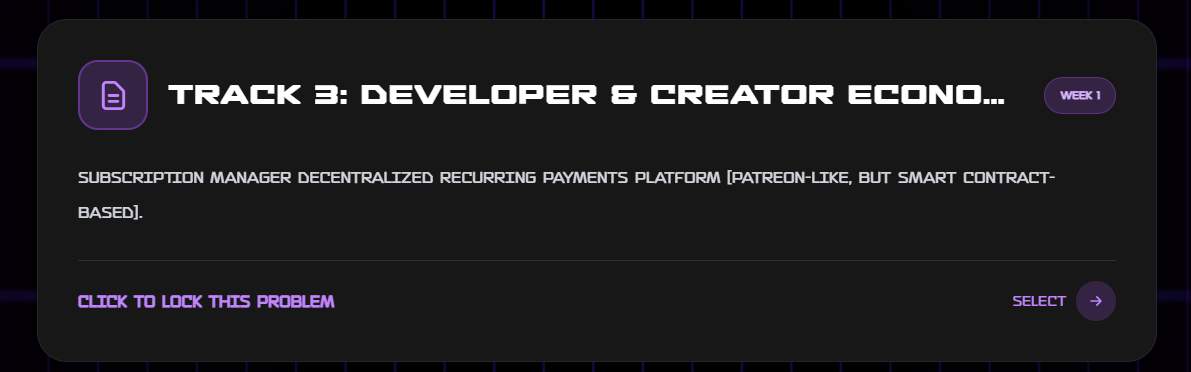 TRACK 3: DEVELOPER & CREATOR ECONO...
WEEK 1
SUBSCRIPTION MANAGER DECENTRALIZED RECURRING PAYMENTS PLATFORM [PATREON-LIKE, BUT SMART CONTRACT-
BASED].
CLICK TO LOCK THIS PROBLEM
SELECT